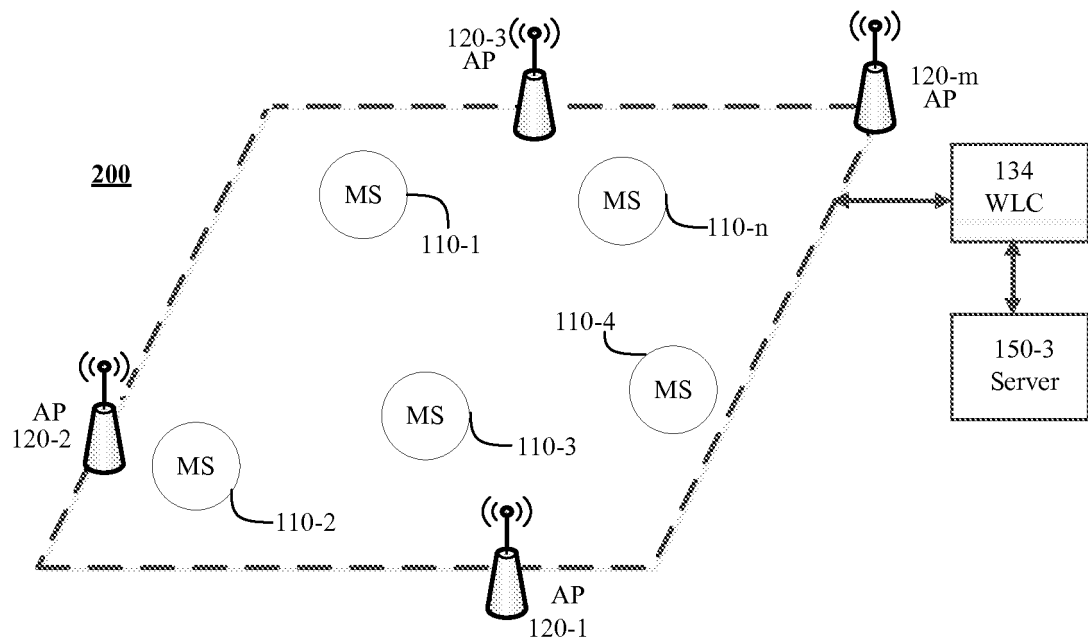 120-3
AP
120-m
AP
200
134
WLC
MS
MS
110-1
110-n
110-4
150-3
Server
MS
AP
120-2
MS
MS
110-3
110-2
AP
120-1